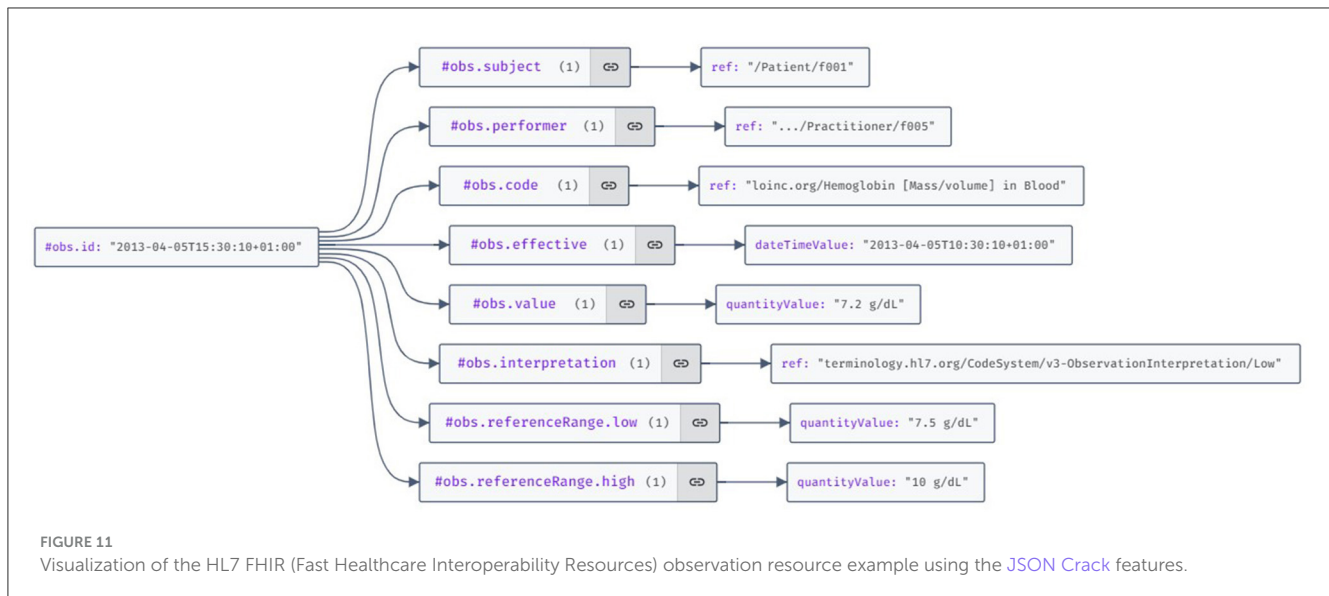 #obs.subject (1) ref: "/Patient/f001"
#obs.performer (1) ref: ".../Practitioner/f005"
#obs.code (1) ref: "loinc.org/Hemoglobin [Mass/volume] in Blood"
#obs.id: "2013-04-05T15:30:10+01:00" #obs.effective (1) dateTimeValue: "2013-04-05T10:30:10+01:00"
#obs.value (1) quantityValue: "7.2 g/dL"
#obs.interpretation (1) ref: "terminology.hl7.org/CodeSystem/v3-ObservationInterpretation/Low"
#obs.referenceRange.low (1) quantityValue: "7.5 g/dL"
#obs.referenceRange.high (1) quantityValue: "10 g/dL"
FIGURE 11
Visualization of the HL7 FHIR (Fast Healthcare Interoperability Resources) observation resource example using the JSON Crack features.